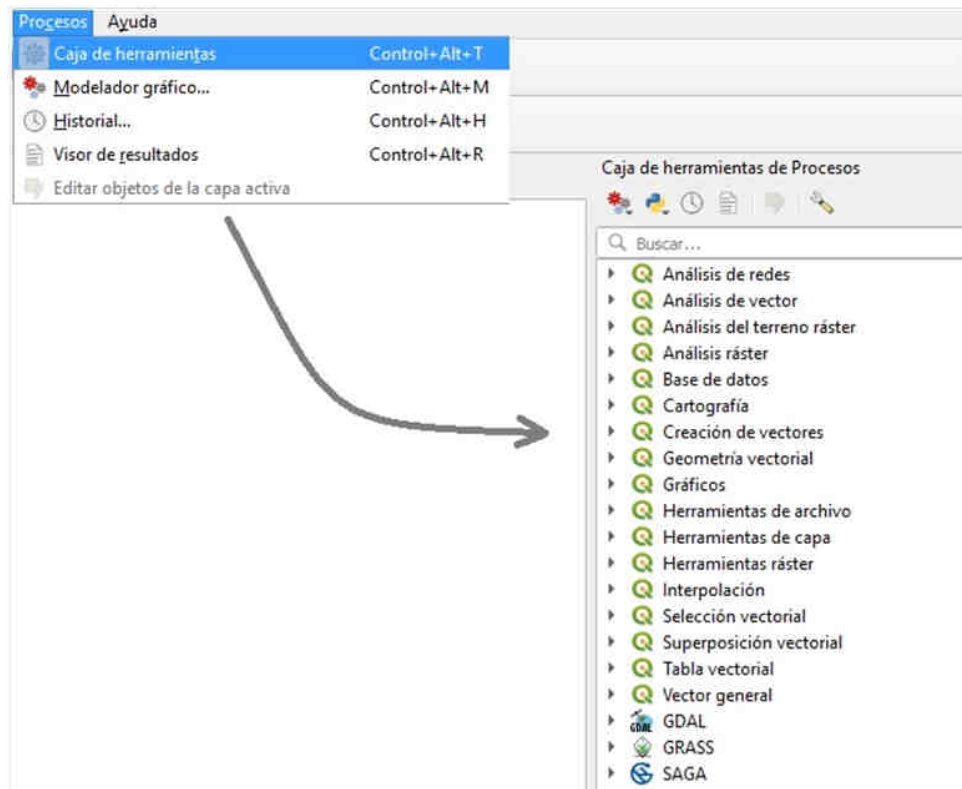 Procesos Ayuda
Caja de herramientas Control+Alt+T
Modelador gráfico... Control+Alt+M
Historial... Control+Alt+H
Visor de resultados Control+Alt+R
Editar objetos de la capa activa
Caja de herramientas de Procesos
Buscar...
Análisis de redes
Análisis de vector
Análisis del terreno ráster
Análisis ráster
Base de datos
Cartografía
Creación de vectores
Geometría vectorial
Gráficos
Herramientas de archivo
Herramientas de capa
Herramientas ráster
Interpolación
Selección vectorial
Superposición vectorial
Tabla vectorial
Vector general
GDAL GDAL
GRASS
SAGA